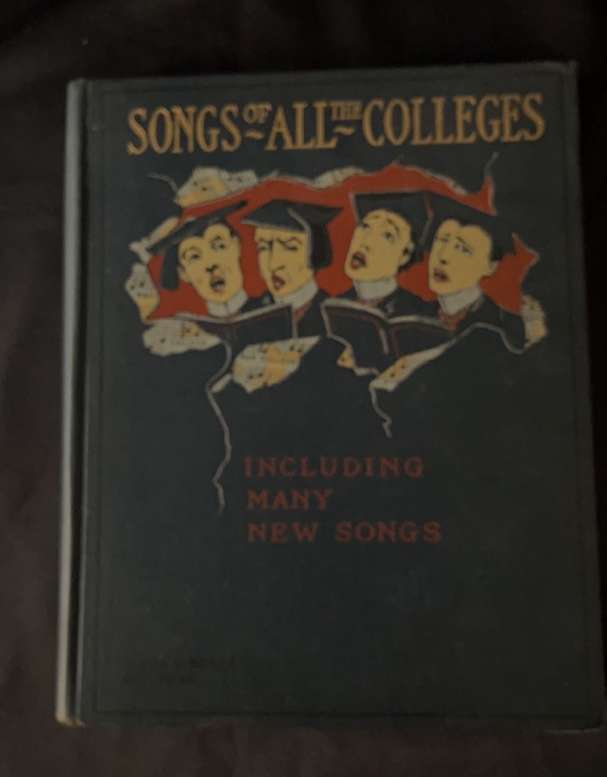 SONGS OF ALL THE COLLEGES
INCLUDING
MANY
NEW SONGS